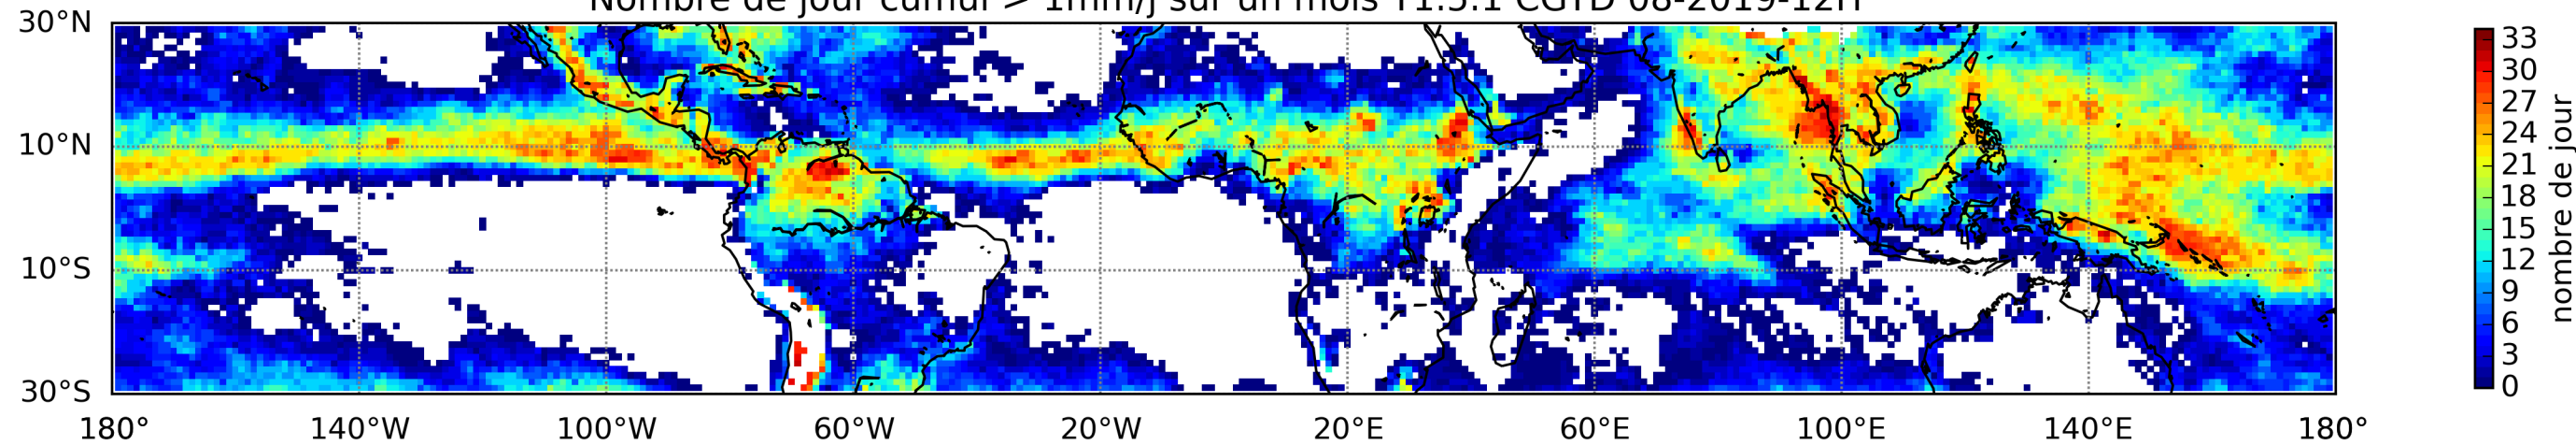 Nombre de jour cumul > 1mm/j sur un mois T1.5.1 CGTD 08-2019-12H
30°N
10°N
10°S
30°S
180°
140°W
100°W
60°W
20°W
20°E
60°E
100°E
140°E
180°
33
30
27
24
21
18
15
12
9
6
3
0
nombre de jour